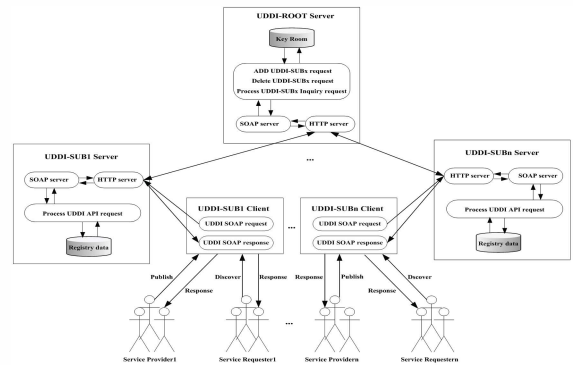 UDDI-ROOT Server
Key Room
ADD UDDI-SUBx request
Delete UDDI-SUBx request
Process UDDI-SUBx Inquiry request
SOAP server
HTTP server
...
UDDI-SUB1 Server
SOAP server
HTTP server
Process UDDI API request
Registry data
UDDI-SUBn Server
HTTP server
SOAP server
Process UDDI API request
Registry data
UDDI-SUB1 Client
UDDI SOAP request
UDDI SOAP response
...
UDDI-SUBn Client
UDDI SOAP request
UDDI SOAP response
Publish
Response
Discover
Response
Response
Publish
Response
Dscover
...
Service Provider1
Service Requester1
Service Providern
Service Requestern